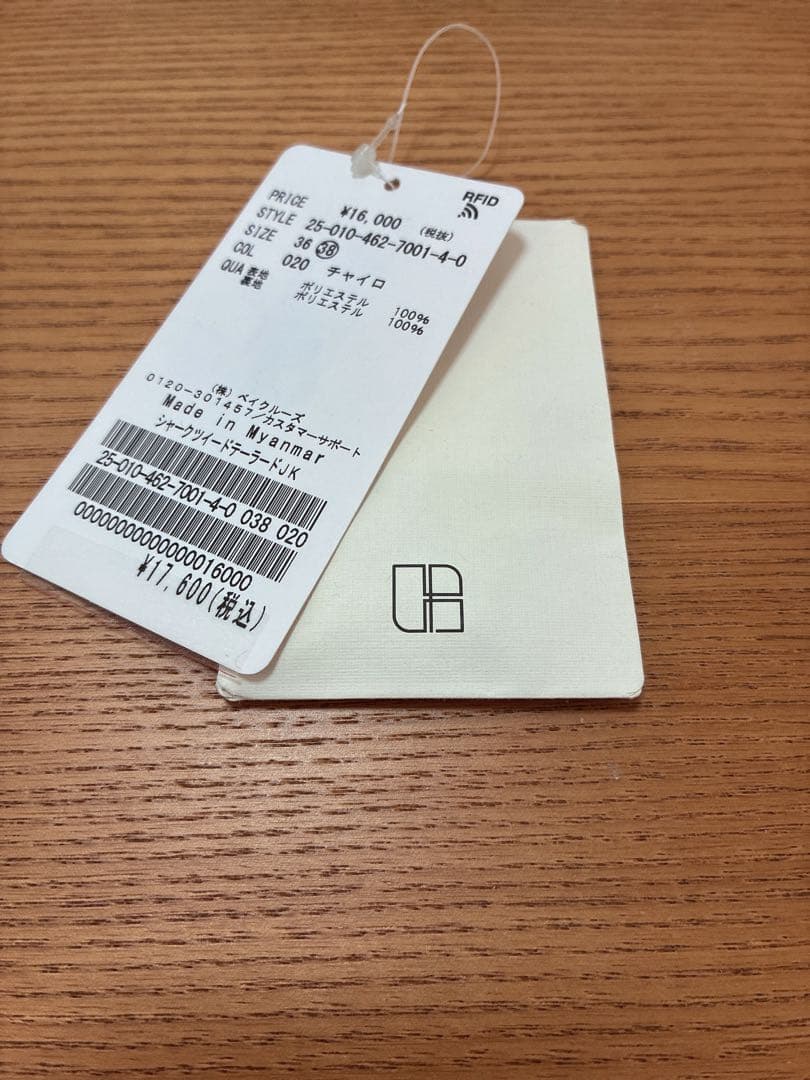 RFID
PRICE ¥16,000 (税抜)
STYLE 25-010-462-7001-4-0
SIZE 36 38
COL 020 チャイロ
QUA 表地 ポリエステル 100%
裏地 ポリエステル 100%
(株) ベイクルーズ
0120-301457/カスタマーサポート
Made in Myanmar
シャークツイードテーラードJK
25-010-462-7001-4-0 038 020
0000000000000016000
¥17,600(税込)